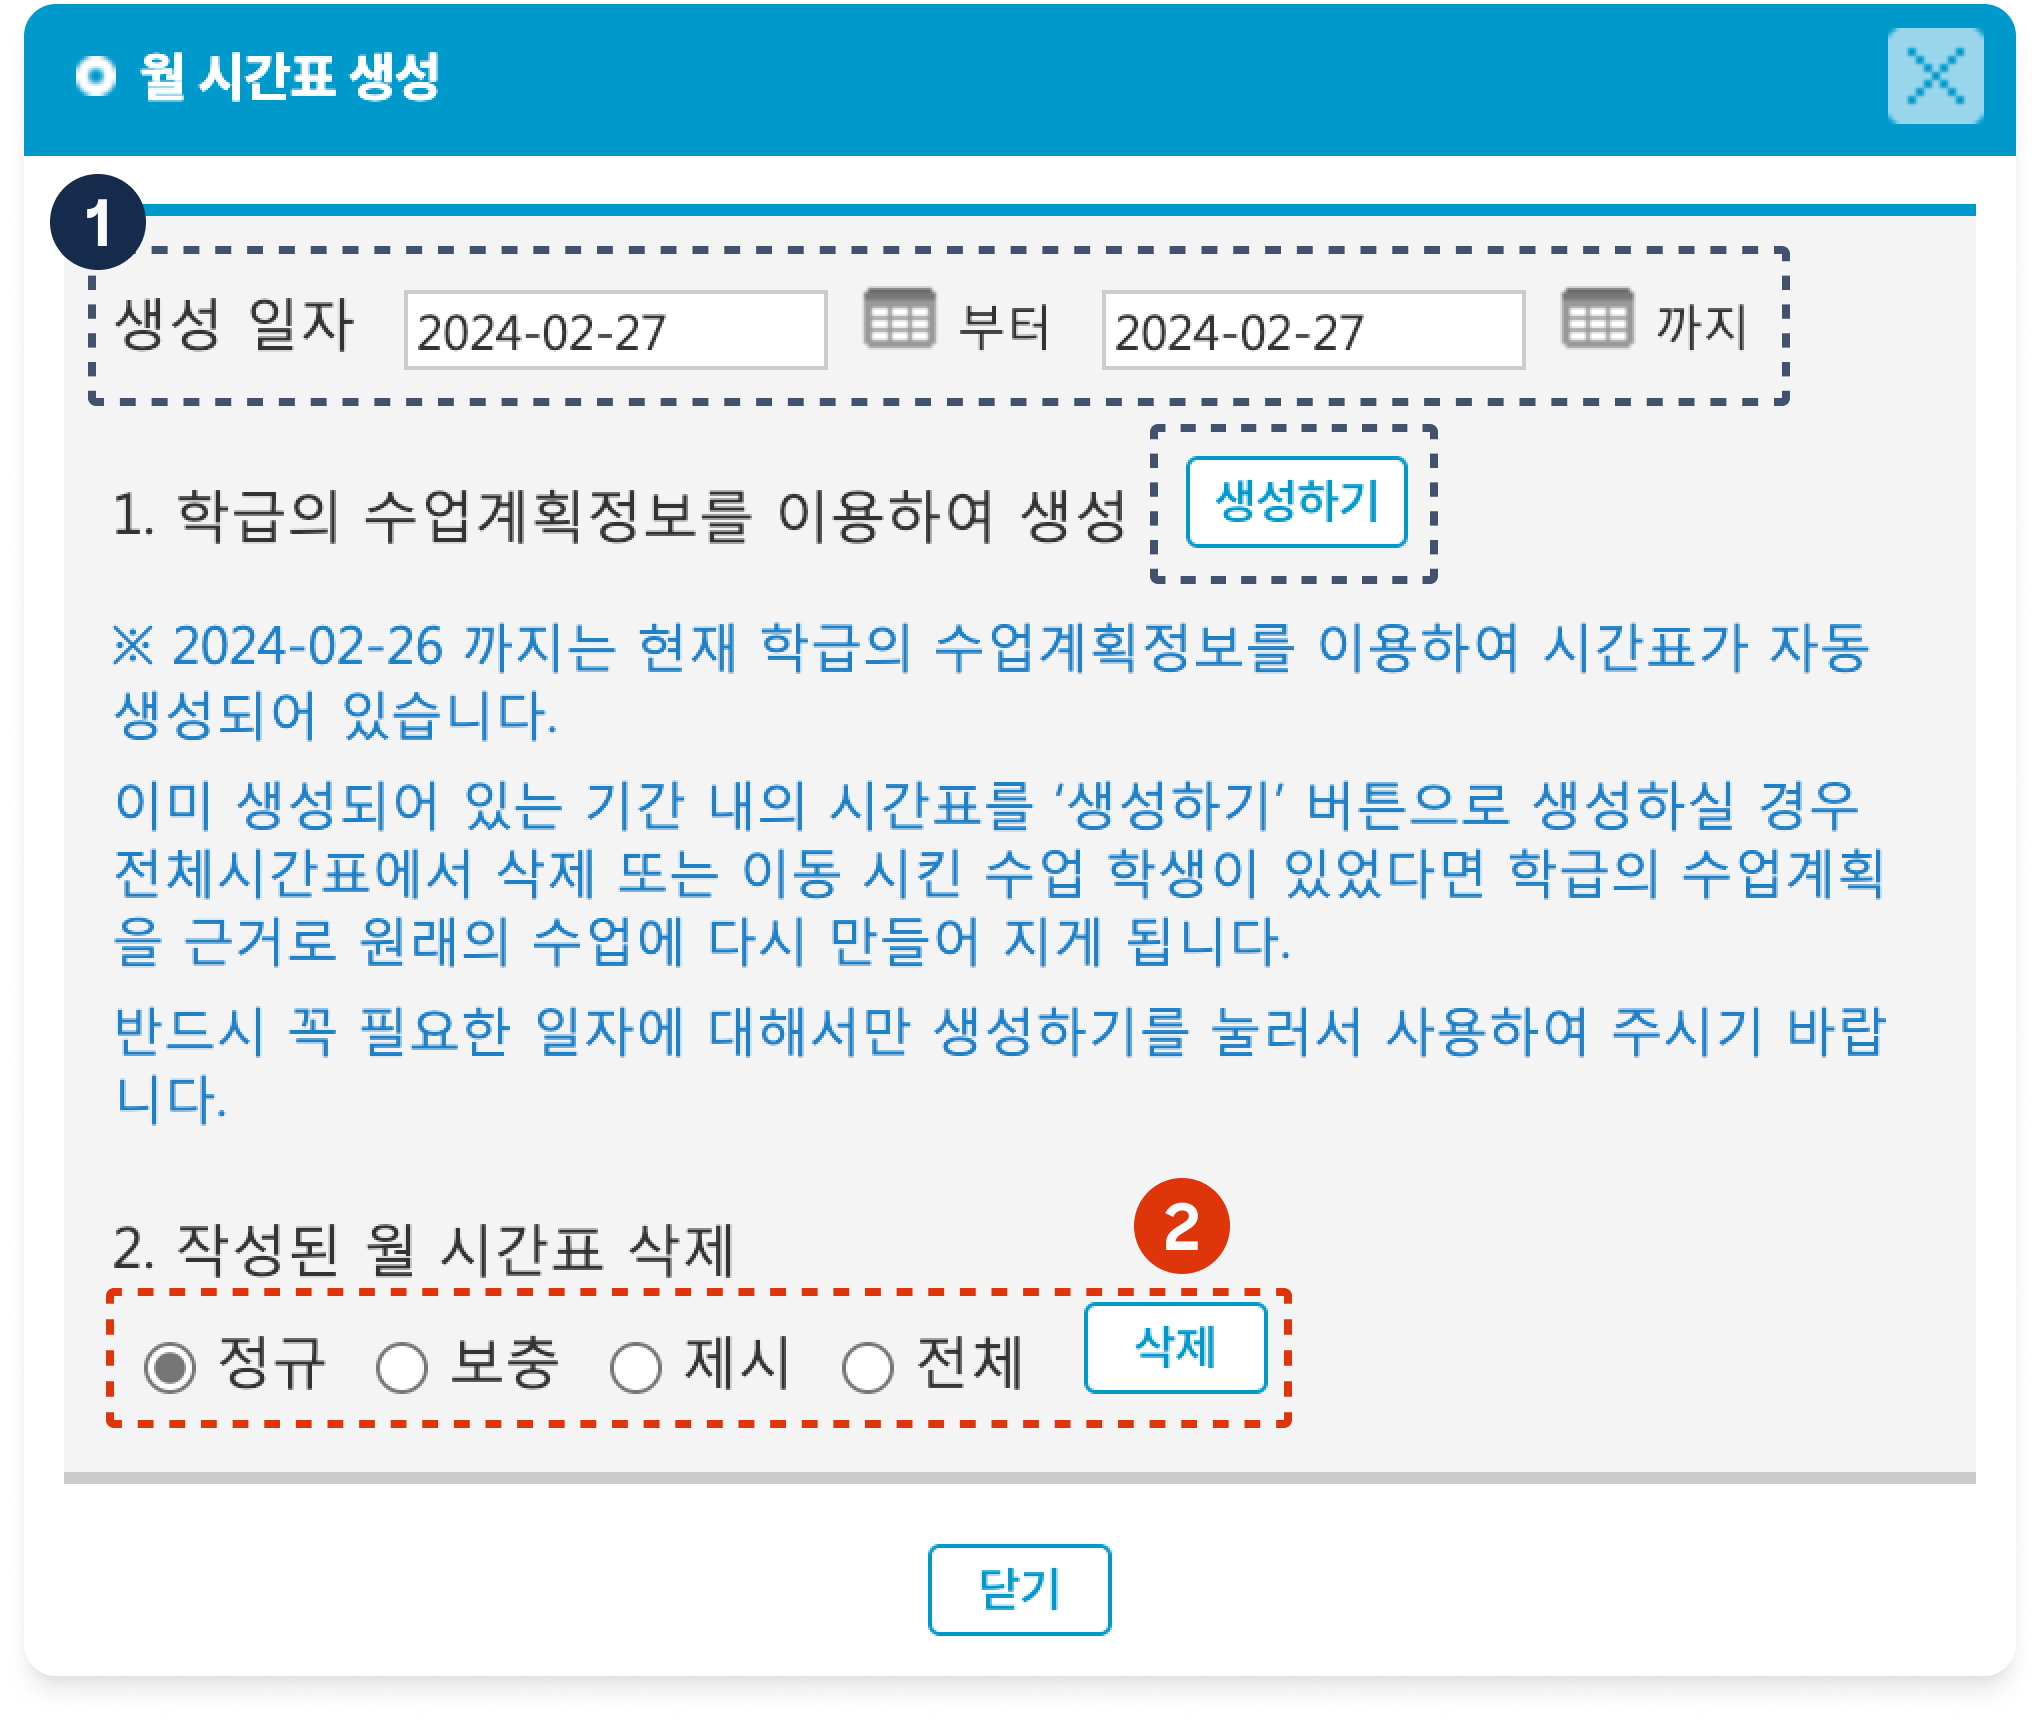 월 시간표 생성
1
생성 일자 2024-02-27 부터 2024-02-27 까지
1. 학급의 수업계획정보를 이용하여 생성 생성하기
※ 2024-02-26 까지는 현재 학급의 수업계획정보를 이용하여 시간표가 자동
생성되어 있습니다.
이미 생성되어 있는 기간 내의 시간표를 ‘생성하기’ 버튼으로 생성하실 경우
전체시간표에서 삭제 또는 이동 시킨 수업 학생이 있었다면 학급의 수업계획
을 근거로 원래의 수업에 다시 만들어 지게 됩니다.
반드시 꼭 필요한 일자에 대해서만 생성하기를 눌러서 사용하여 주시기 바랍
니다.
2
2. 작성된 월 시간표 삭제
정규 보충 제시 전체 삭제
닫기